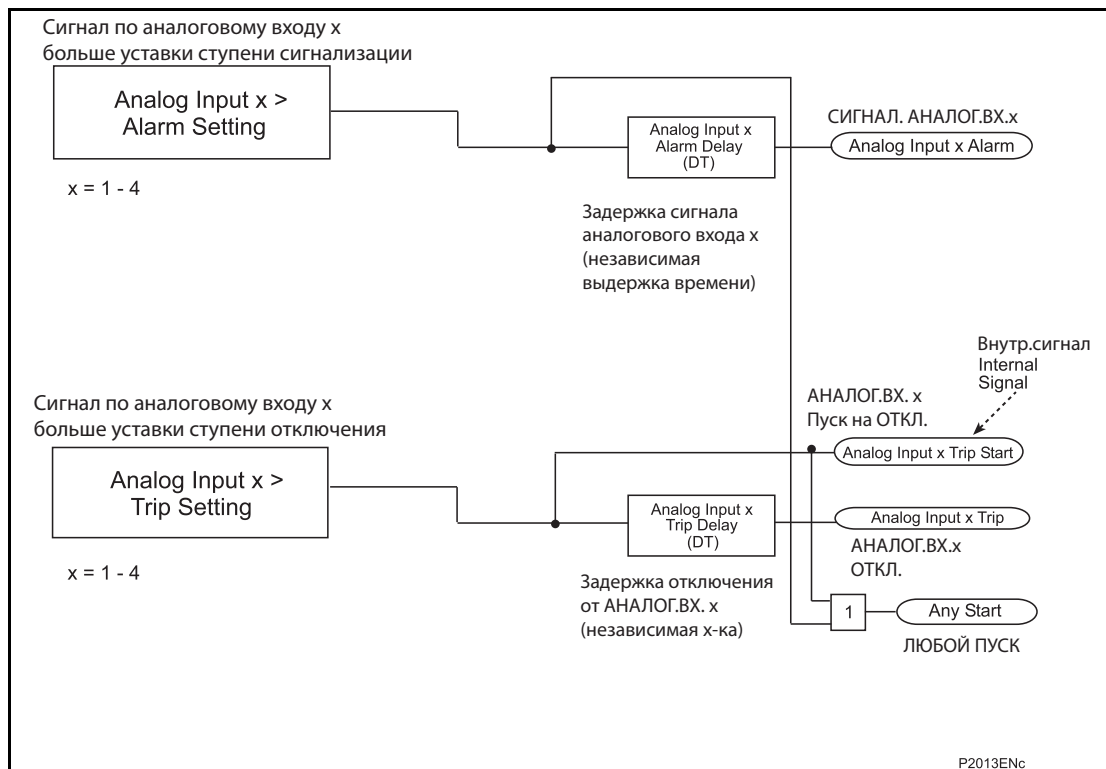 Сигнал по аналоговому входу x
больше уставки ступени сигнализации
Analog Input x >
Alarm Setting
x = 1 - 4
Analog Input x
Alarm Delay
(DT)
СИГНАЛ. АНАЛОГ.ВХ.x
Analog Input x Alarm
Задержка сигнала
аналогового входа x
(независимая
выдержка времени)
Внутр.сигнал
Internal
Signal
Сигнал по аналоговому входу x
больше уставки ступени отключения
Analog Input x >
Trip Setting
x = 1 - 4
АНАЛОГ.ВХ. x
Пуск на ОТКЛ.
Analog Input x Trip Start
Analog Input x
Trip Delay
(DT)
Analog Input x Trip
АНАЛОГ.ВХ.x
ОТКЛ.
Задержка отключения
от АНАЛОГ.ВХ. x
(независимая х-ка)
1
Any Start
ЛЮБОЙ ПУСК
P2013ENc